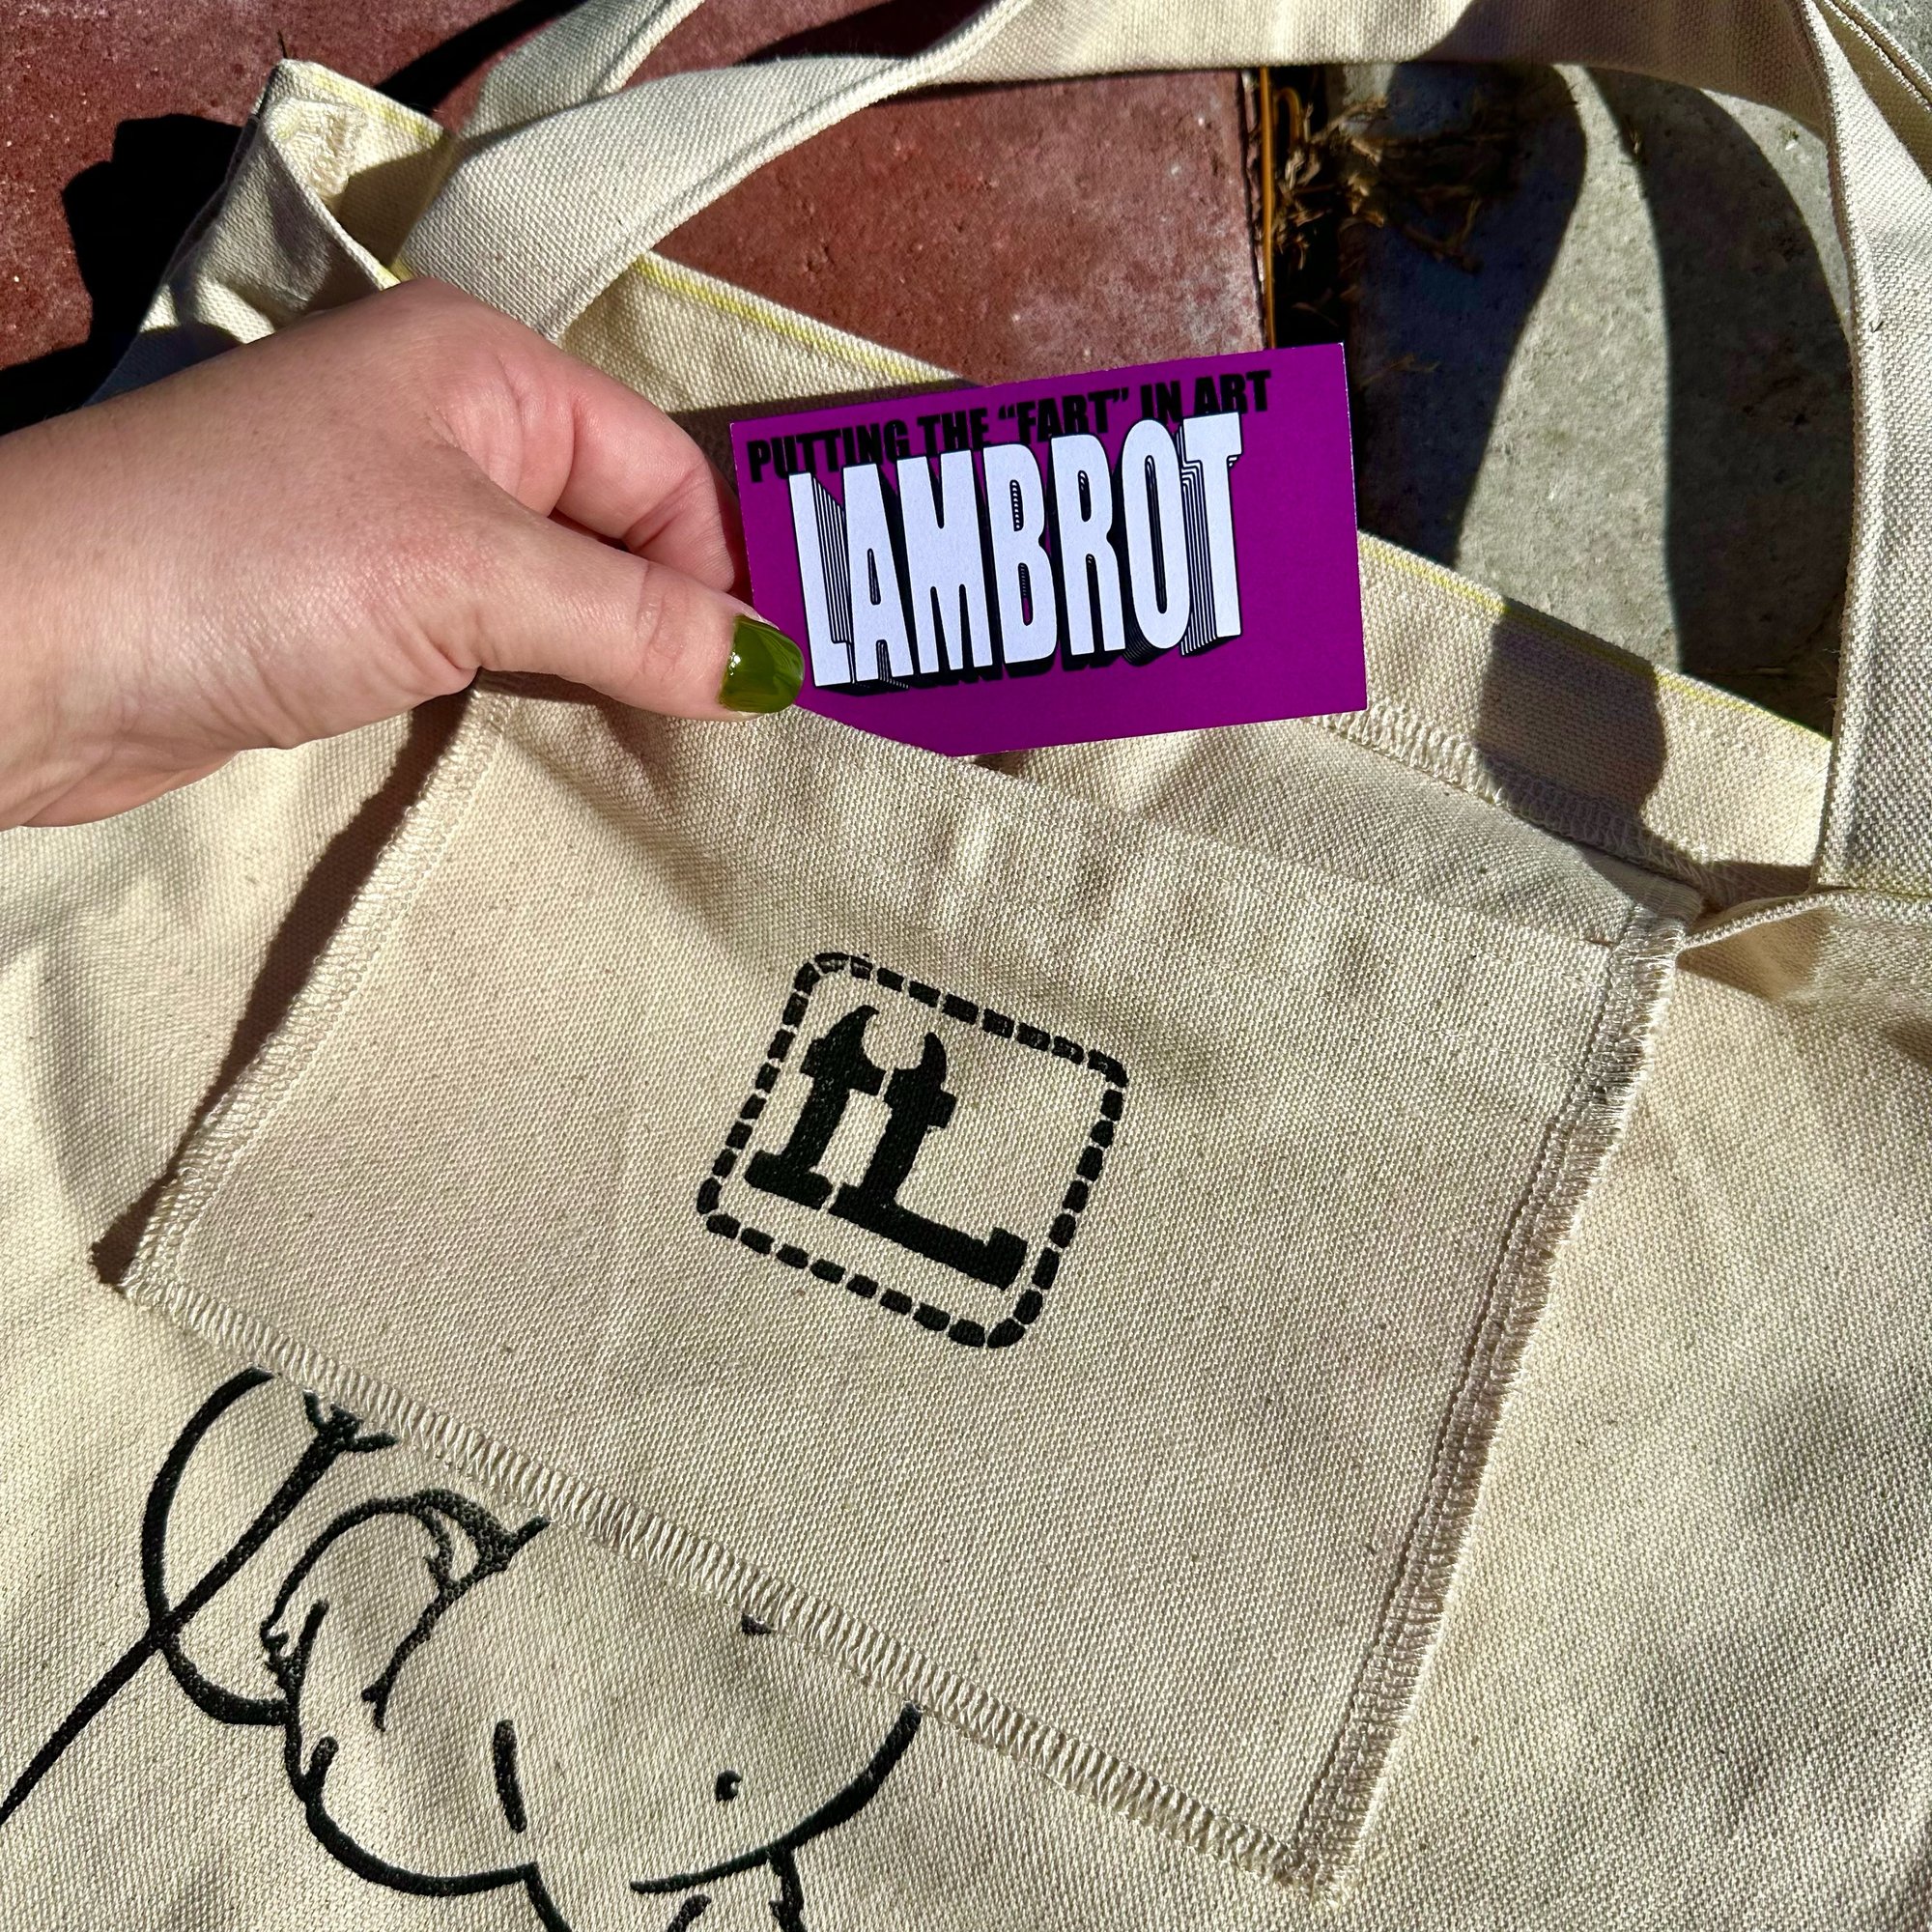 PUTTING THE “FART” IN ART
LAMBROT